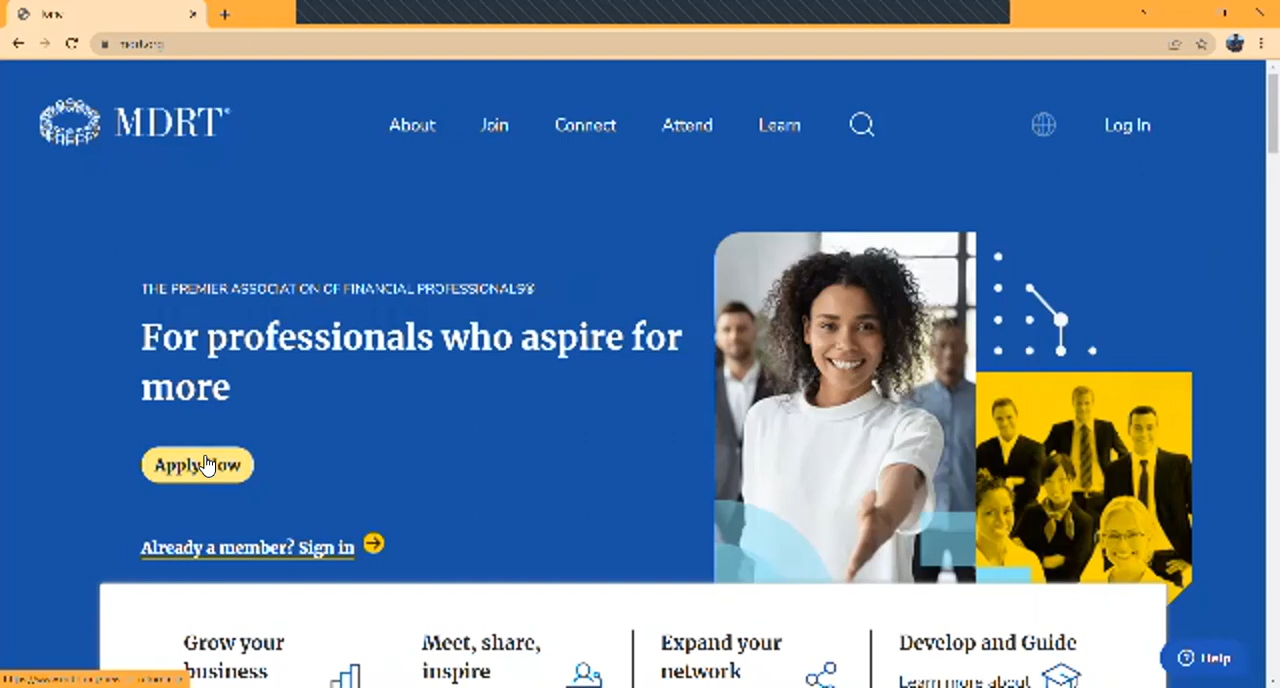 MDRT
About
Join
Connect
Attend
Learn
Log In
THE PREMIER ASSOCIATION OF FINANCIAL PROFESSIONALS®
For professionals who aspire for
more
Apply Now
Already a member? Sign in
Grow your
business
Meet, share,
inspire
Expand your
network
Develop and Guide
Learn more about
Help